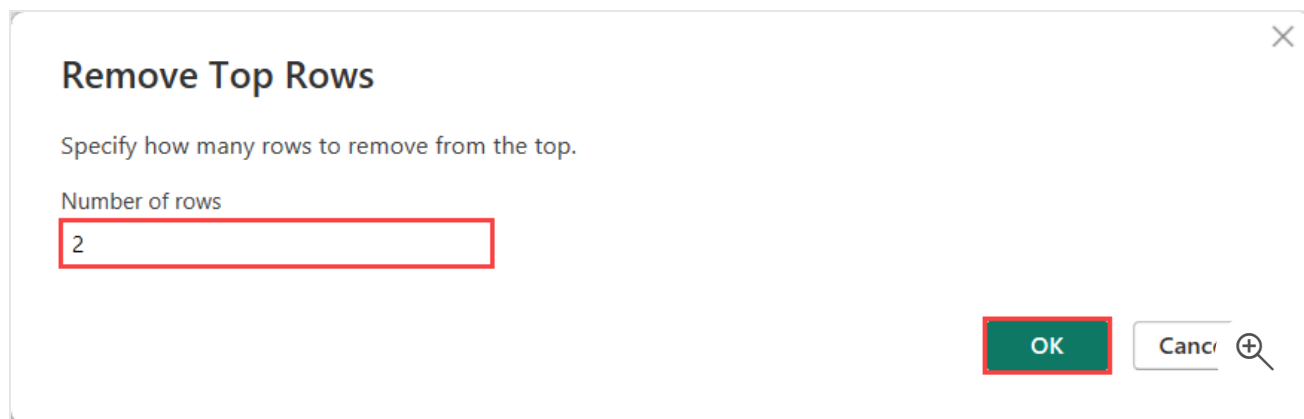 Remove Top Rows
Specify how many rows to remove from the top.
Number of rows
2
OK